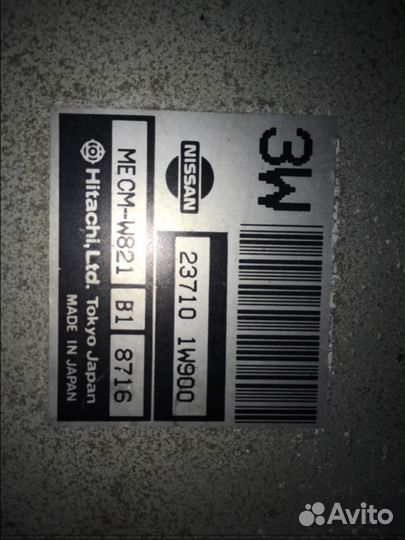 3W
NISSAN
23710 1W900
MECM-W821 B1 8716
Hitachi, Ltd. Tokyo Japan
MADE IN JAPAN
Avito